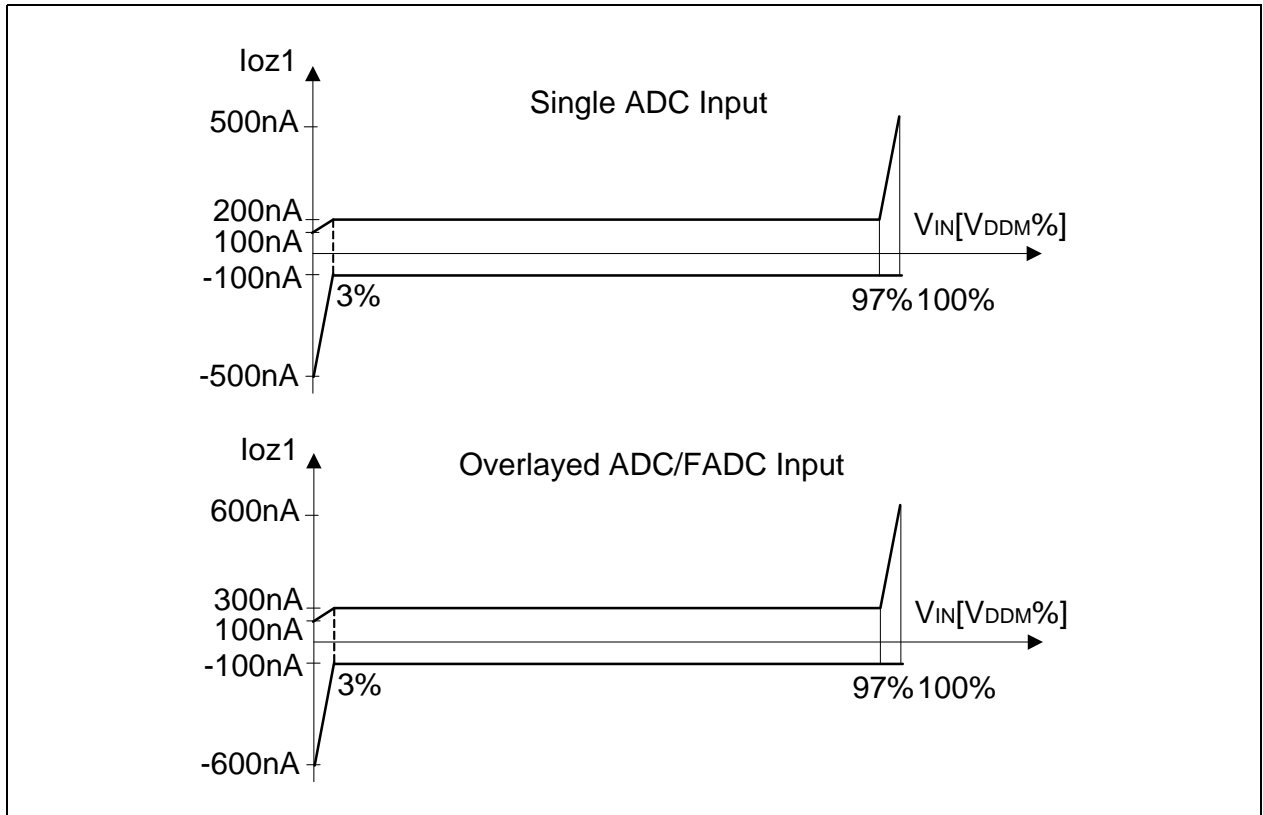 Ioz1
Single ADC Input
500nA
200nA
VIN[VDDM%]
100nA
-100nA
3%
97% 100%
-500nA
Ioz1
Overlayed ADC/FADC Input
600nA
300nA
VIN[VDDM%]
100nA
-100nA
3%
97% 100%
-600nA